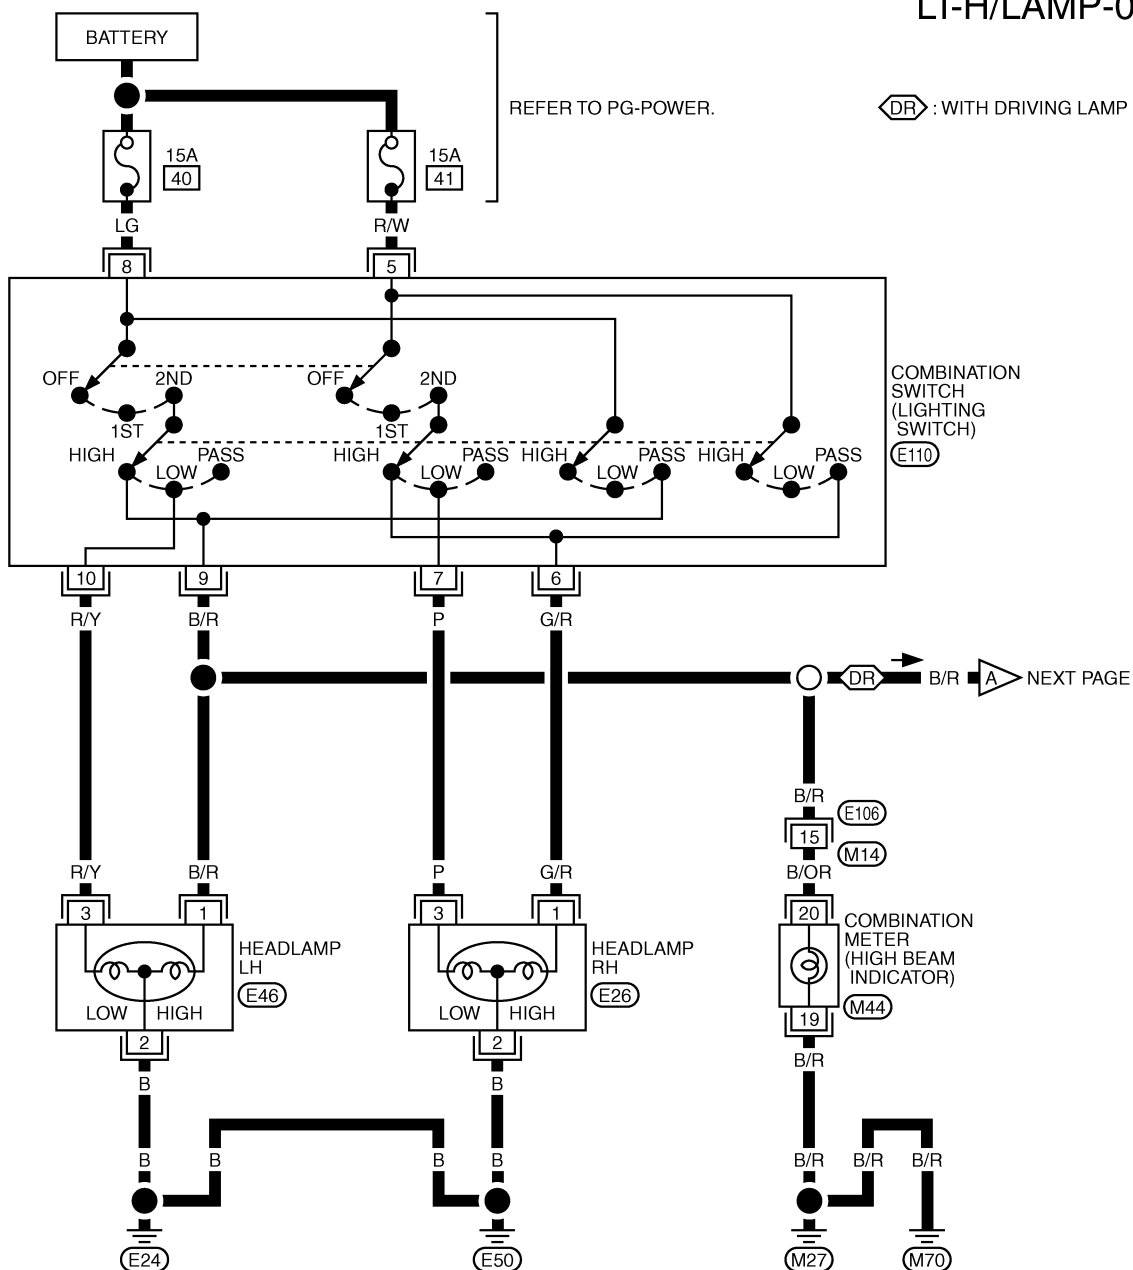 LT-H/LAMP-0
BATTERY
REFER TO PG-POWER.
DR : WITH DRIVING LAMP
15A
40
15A
41
LG
R/W
8
5
OFF
2ND
1ST
OFF
2ND
1ST
HIGH
LOW
PASS
HIGH
LOW
PASS
HIGH
LOW
PASS
HIGH
LOW
PASS
COMBINATION
SWITCH
(LIGHTING
SWITCH)
E110
10
9
7
6
R/Y
B/R
P
G/R
DR
B/R
A
NEXT PAGE
B/R
E106
15
M14
B/OR
R/Y
B/R
P
G/R
3
1
3
1
20
HEADLAMP
LH
E46
LOW
HIGH
HEADLAMP
RH
E26
LOW
HIGH
COMBINATION
METER
(HIGH BEAM
INDICATOR)
M44
2
2
19
B
B
B/R
B
B
B
B
B/R
B/R
B/R
E24
E50
M27
M70